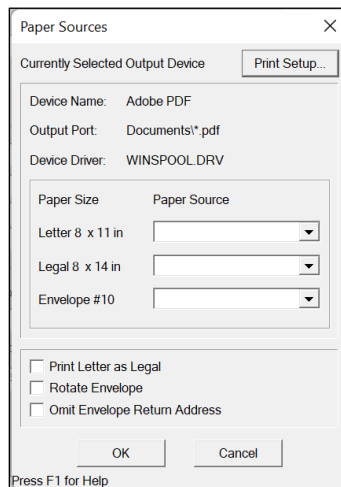 Paper Sources
Currently Selected Output Device Print Setup...
Device Name: Adobe PDF
Output Port: Documents\*.pdf
Device Driver: WINSPOOL.DRV
Paper Size Paper Source
Letter 8 x 11 in
Legal 8 x 14 in
Envelope #10
Print Letter as Legal
Rotate Envelope
Omit Envelope Return Address
OK Cancel
Press F1 for Help